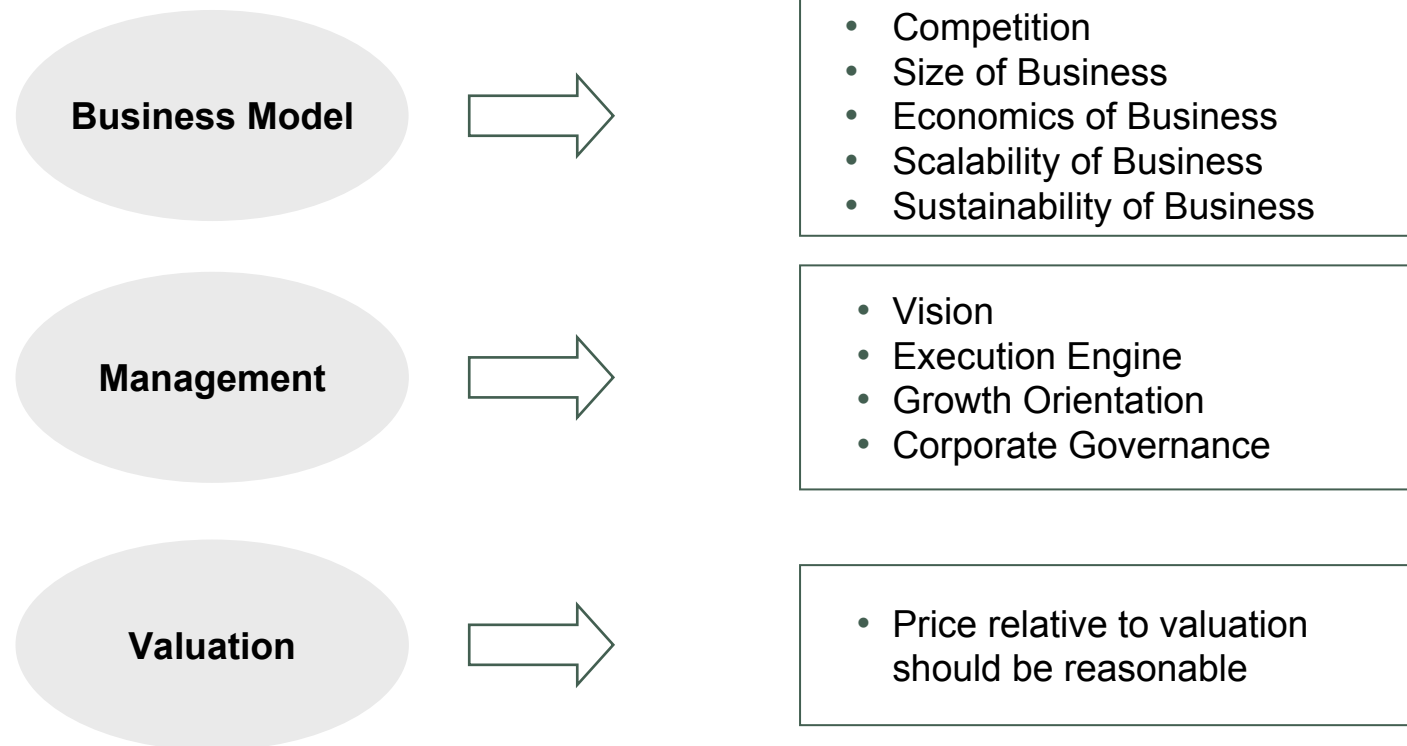 Business Model
• Competition
• Size of Business
• Economics of Business
• Scalability of Business
• Sustainability of Business
Management
• Vision
• Execution Engine
• Growth Orientation
• Corporate Governance
Valuation
• Price relative to valuation
should be reasonable